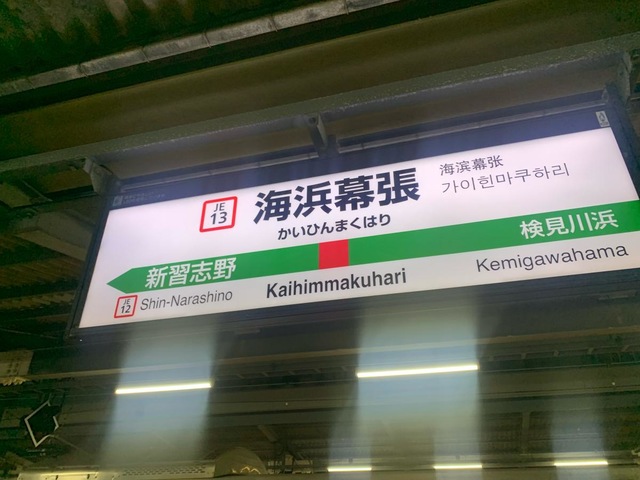 JE
13
海浜幕張
かいひんまくはり
海滨幕张
가이힌마쿠하리
新習志野
検見川浜
JE
12
Shin-Narashino
Kaihimmakuhari
Kemigawahama